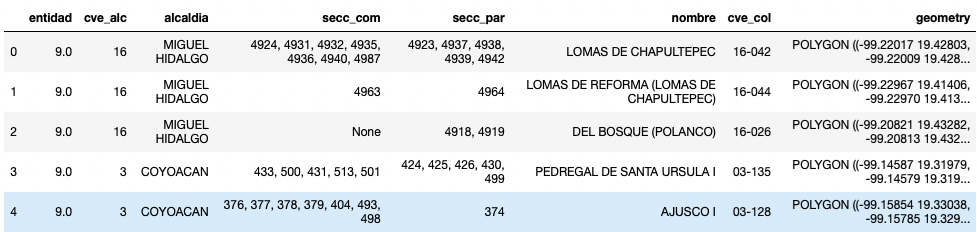 entidad cve_alc alcaldia secc_com secc_par nombre cve_col geometry
0 9.0 16 MIGUEL HIDALGO 4924, 4931, 4932, 4935, 4936, 4940, 4987 4923, 4937, 4938, 4939, 4942 LOMAS DE CHAPULTEPEC 16-042 POLYGON ((-99.22017 19.42803, -99.22009 19.428...
1 9.0 16 MIGUEL HIDALGO 4963 4964 LOMAS DE REFORMA (LOMAS DE CHAPULTEPEC) 16-044 POLYGON ((-99.22967 19.41406, -99.22970 19.413...
2 9.0 16 MIGUEL HIDALGO None 4918, 4919 DEL BOSQUE (POLANCO) 16-026 POLYGON ((-99.20821 19.43282, -99.20813 19.432...
3 9.0 3 COYOACAN 433, 500, 431, 513, 501 424, 425, 426, 430, 499 PEDREGAL DE SANTA URSULA I 03-135 POLYGON ((-99.14587 19.31979, -99.14579 19.319...
4 9.0 3 COYOACAN 376, 377, 378, 379, 404, 493, 498 374 AJUSCO I 03-128 POLYGON ((-99.15854 19.33038, -99.15785 19.329...